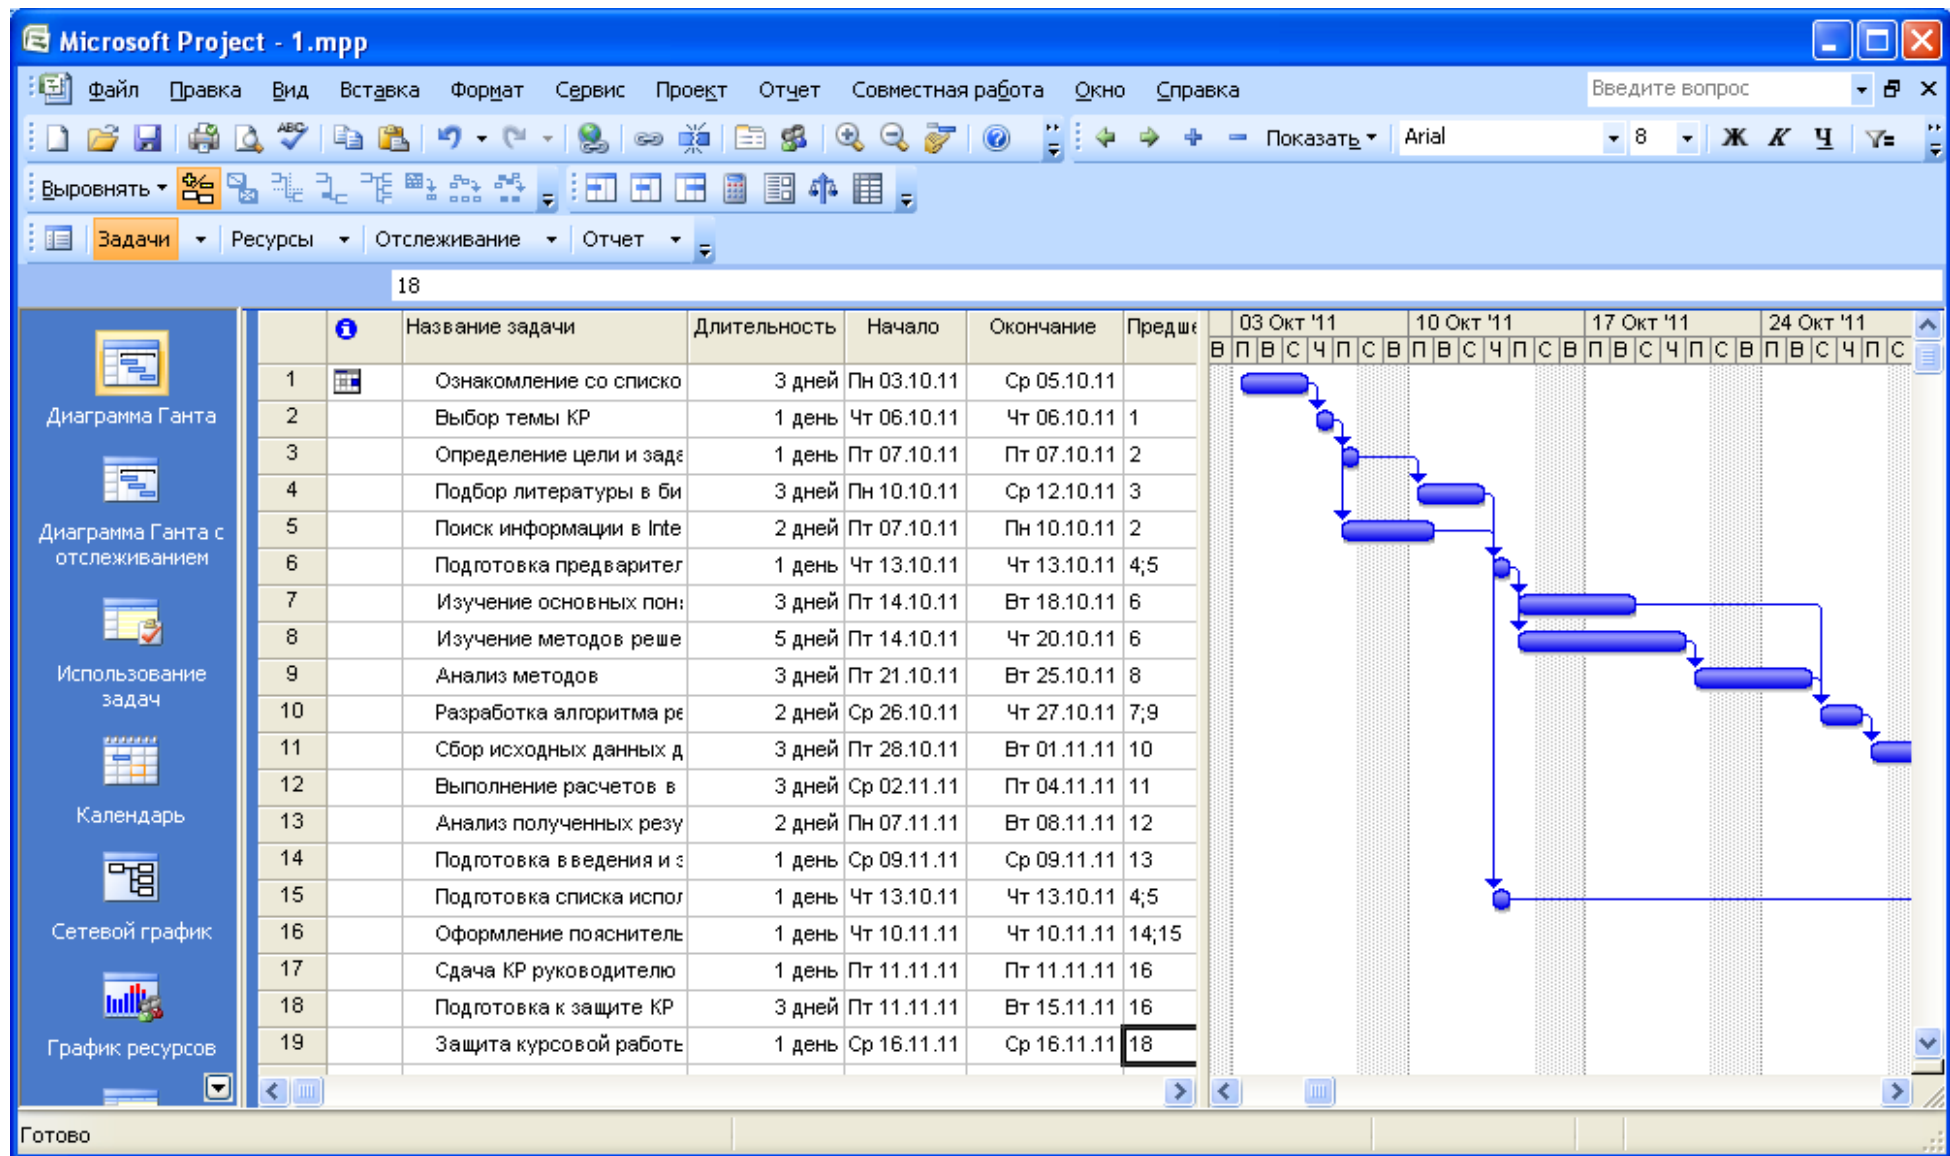 Microsoft Project - 1.mpp
Файл Правка Вид Вставка Формат Сервис Проект Отчет Совместная работа Окно Справка Введите вопрос
Показать Arial 8 Ж К Ч
Выровнять
Задачи Ресурсы Отслеживание Отчет
18
Название задачи Длительность Начало Окончание Предше 03 Окт '11 10 Окт '11 17 Окт '11 24 Окт '11
В П В С Ч П С В П В С Ч П С В П В С Ч П С В П В С Ч П С
1 Ознакомление со списко 3 дней Пн 03.10.11 Ср 05.10.11
2 Выбор темы КР 1 день Чт 06.10.11 Чт 06.10.11 1
3 Определение цели и зада 1 день Пт 07.10.11 Пт 07.10.11 2
4 Подбор литературы в би 3 дней Пн 10.10.11 Ср 12.10.11 3
5 Поиск информации в Inte 2 дней Пт 07.10.11 Пн 10.10.11 2
6 Подготовка предварител 1 день Чт 13.10.11 Чт 13.10.11 4;5
7 Изучение основных пон 3 дней Пт 14.10.11 Вт 18.10.11 6
8 Изучение методов реше 5 дней Пт 14.10.11 Чт 20.10.11 6
9 Анализ методов 3 дней Пт 21.10.11 Вт 25.10.11 8
10 Разработка алгоритма ре 2 дней Ср 26.10.11 Чт 27.10.11 7;9
11 Сбор исходных данных д 3 дней Пт 28.10.11 Вт 01.11.11 10
12 Выполнение расчетов в 3 дней Ср 02.11.11 Пт 04.11.11 11
13 Анализ полученных резу 2 дней Пн 07.11.11 Вт 08.11.11 12
14 Подготовка введения и з 1 день Ср 09.11.11 Ср 09.11.11 13
15 Подготовка списка испол 1 день Чт 13.10.11 Чт 13.10.11 4;5
16 Оформление пояснитель 1 день Чт 10.11.11 Чт 10.11.11 14;15
17 Сдача КР руководителю 1 день Пт 11.11.11 Пт 11.11.11 16
18 Подготовка к защите КР 3 дней Пт 11.11.11 Вт 15.11.11 16
19 Защита курсовой работь 1 день Ср 16.11.11 Ср 16.11.11 18
Диаграмма Ганта
Диаграмма Ганта с
отслеживанием
Использование
задач
Календарь
Сетевой график
График ресурсов
Готово